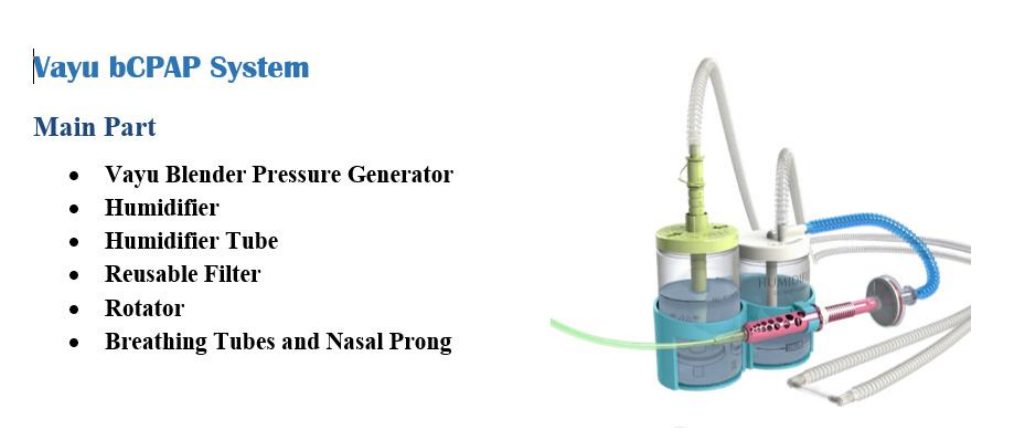 Vayu bCPAP System
Main Part
• Vayu Blender Pressure Generator
• Humidifier
• Humidifier Tube
• Reusable Filter
• Rotator
• Breathing Tubes and Nasal Prong